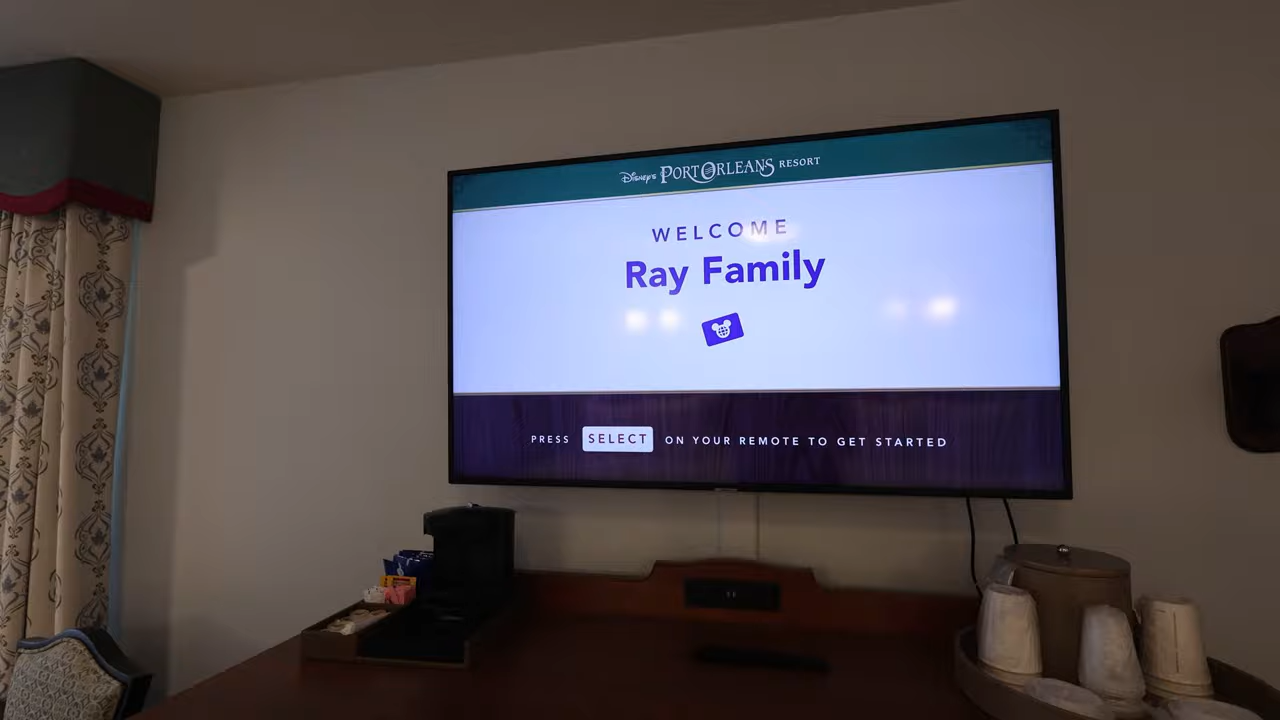 Disney's PORT ORLEANS RESORT
WELCOME
Ray Family
PRESS SELECT ON YOUR REMOTE TO GET STARTED